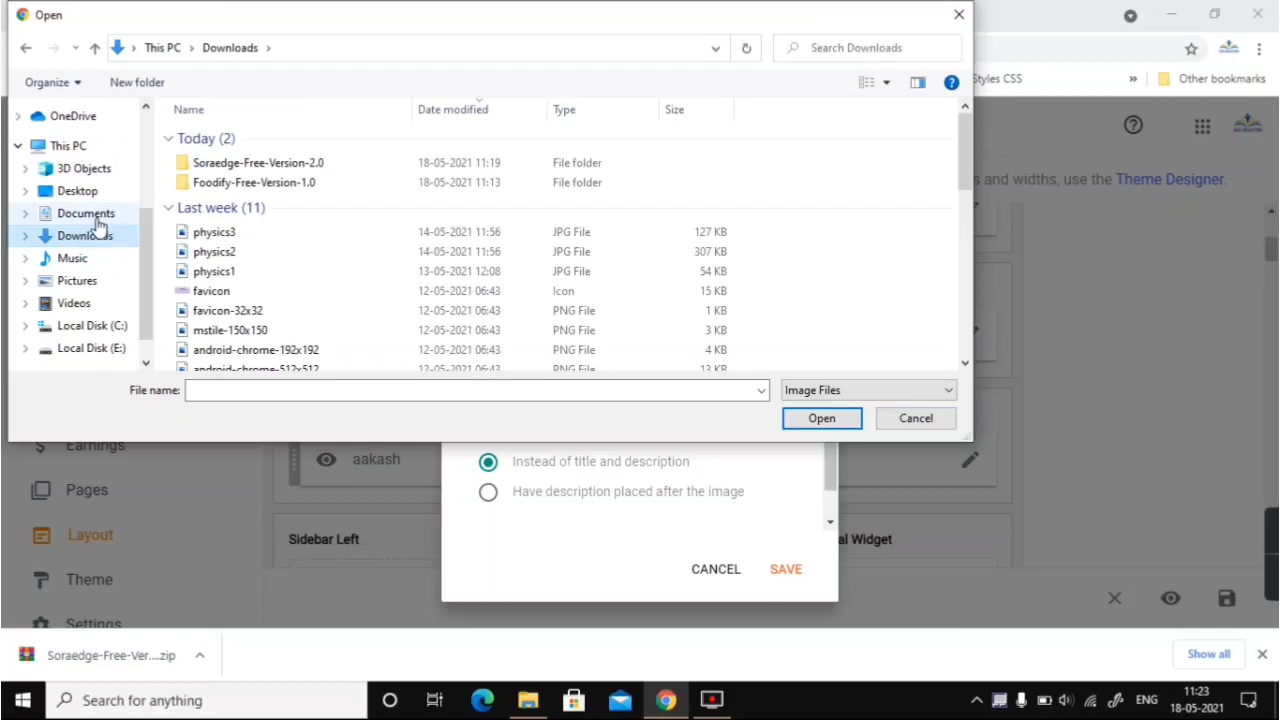 Open
This PC Downloads
Search Downloads
Styles CSS
Other bookmarks
Organize
New folder
OneDrive
This PC
3D Objects
Desktop
Documents
Downloads
Music
Pictures
Videos
Local Disk (C:)
Local Disk (E:)
Name Date modified Type Size
Today (2)
Soraedge-Free-Version-2.0 18-05-2021 11:19 File folder
Foodify-Free-Version-1.0 18-05-2021 11:13 File folder
Last week (11)
physics3 14-05-2021 11:56 JPG File 127 KB
physics2 14-05-2021 11:56 JPG File 307 KB
physics1 13-05-2021 12:08 JPG File 54 KB
favicon 12-05-2021 06:43 Icon 15 KB
favicon-32x32 12-05-2021 06:43 PNG File 1 KB
mstile-150x150 12-05-2021 06:43 PNG File 3 KB
android-chrome-192x192 12-05-2021 06:43 PNG File 4 KB
android-chrome-512x512 12-05-2021 06:43 PNG File 13 KB
File name:
Image Files
Open
Cancel
s and widths, use the Theme Designer.
Earnings
Pages
Layout
Theme
Settings
aakash
Instead of title and description
Have description placed after the image
CANCEL
SAVE
Sidebar Left
al Widget
Soraedge-Free-Ver....zip
Show all
Search for anything
ENG
11:23
18-05-2021